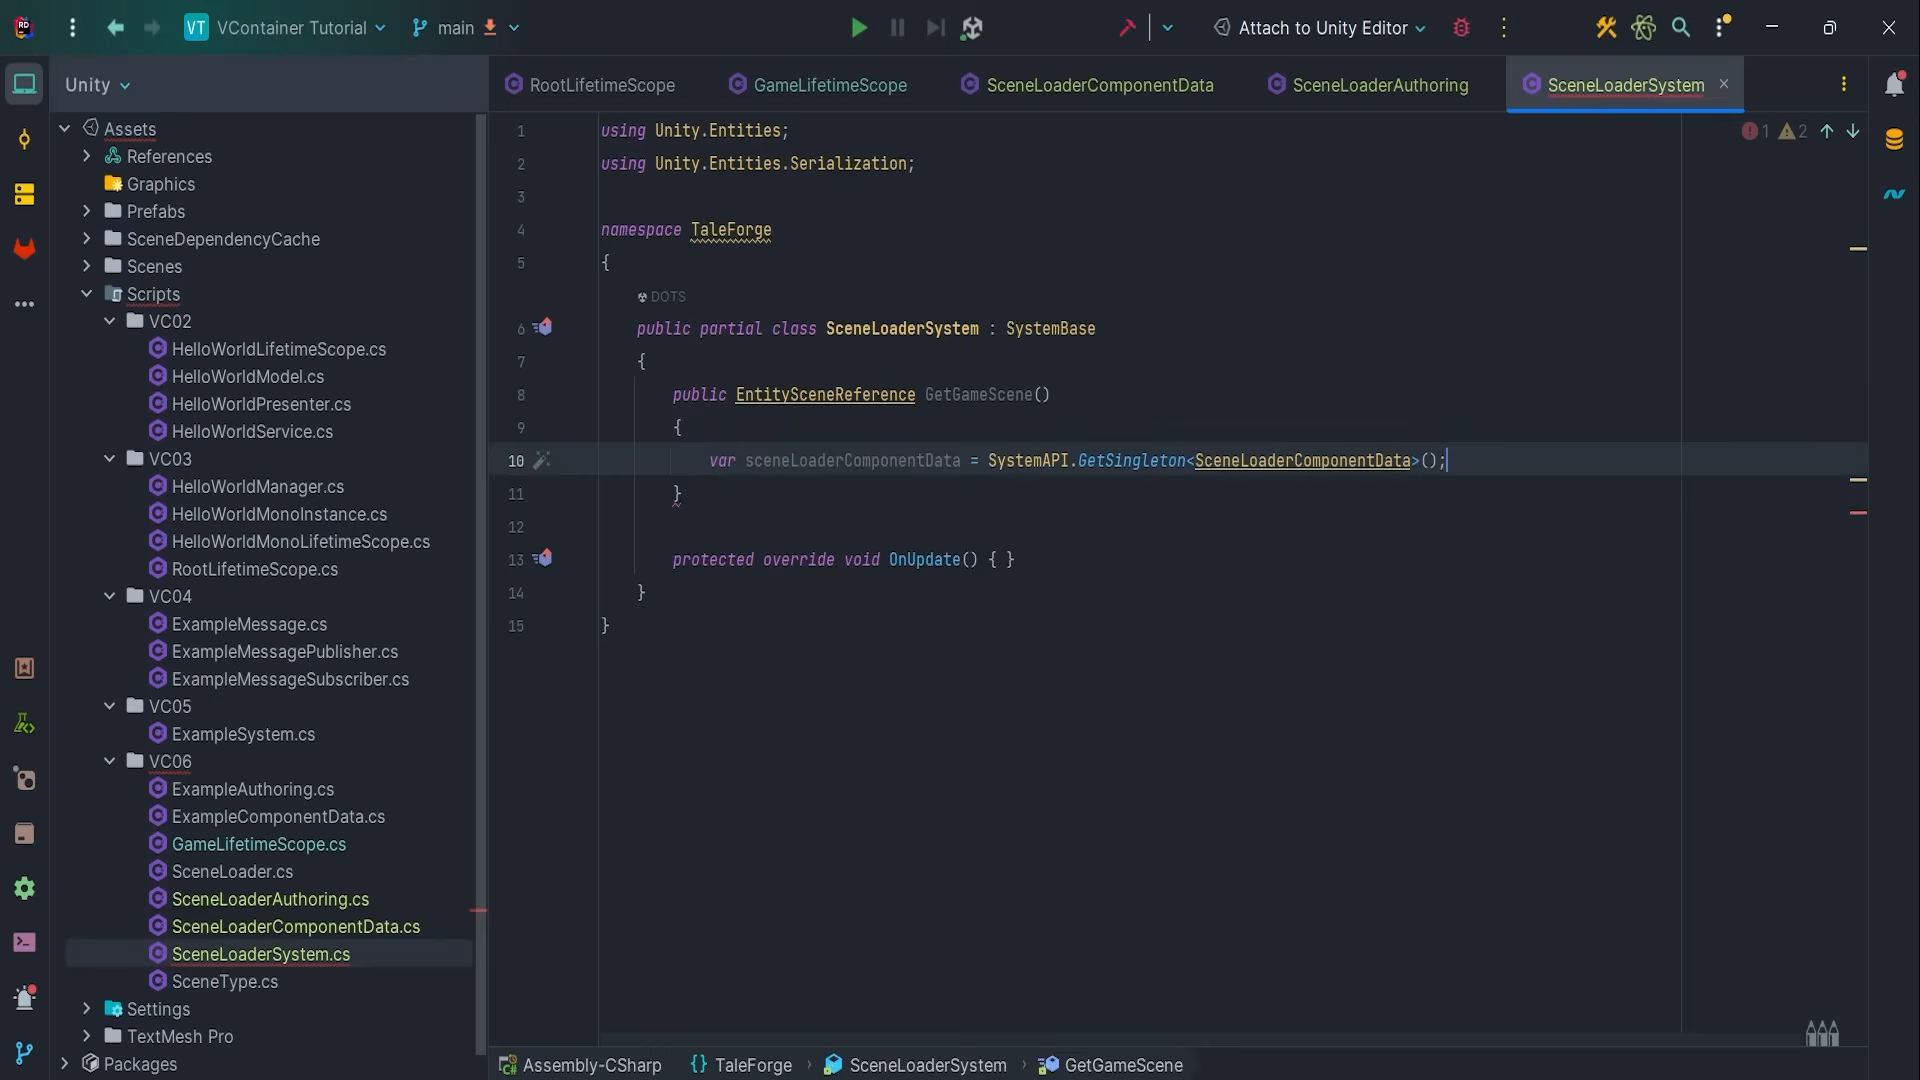 VT VContainer Tutorial main Attach to Unity Editor
Unity
RootLifetimeScope GameLifetimeScope SceneLoaderComponentData SceneLoaderAuthoring SceneLoaderSystem
Assets
References
Graphics
Prefabs
SceneDependencyCache
Scenes
Scripts
VC02
HelloWorldLifetimeScope.cs
HelloWorldModel.cs
HelloWorldPresenter.cs
HelloWorldService.cs
VC03
HelloWorldManager.cs
HelloWorldMonoInstance.cs
HelloWorldMonoLifetimeScope.cs
RootLifetimeScope.cs
VC04
ExampleMessage.cs
ExampleMessagePublisher.cs
ExampleMessageSubscriber.cs
VC05
ExampleSystem.cs
VC06
ExampleAuthoring.cs
ExampleComponentData.cs
GameLifetimeScope.cs
SceneLoader.cs
SceneLoaderAuthoring.cs
SceneLoaderComponentData.cs
SceneLoaderSystem.cs
SceneType.cs
Settings
TextMesh Pro
Packages
1 using Unity.Entities;
2 using Unity.Entities.Serialization;
3
4 namespace TaleForge
5 {
DOTS
6 public partial class SceneLoaderSystem : SystemBase
7 {
8 public EntitySceneReference GetGameScene()
9 {
10 var sceneLoaderComponentData = SystemAPI.GetSingleton<SceneLoaderComponentData>();
11 }
12
13 protected override void OnUpdate() { }
14 }
15 }
1 2
Assembly-CSharp {} TaleForge › SceneLoaderSystem › GetGameScene